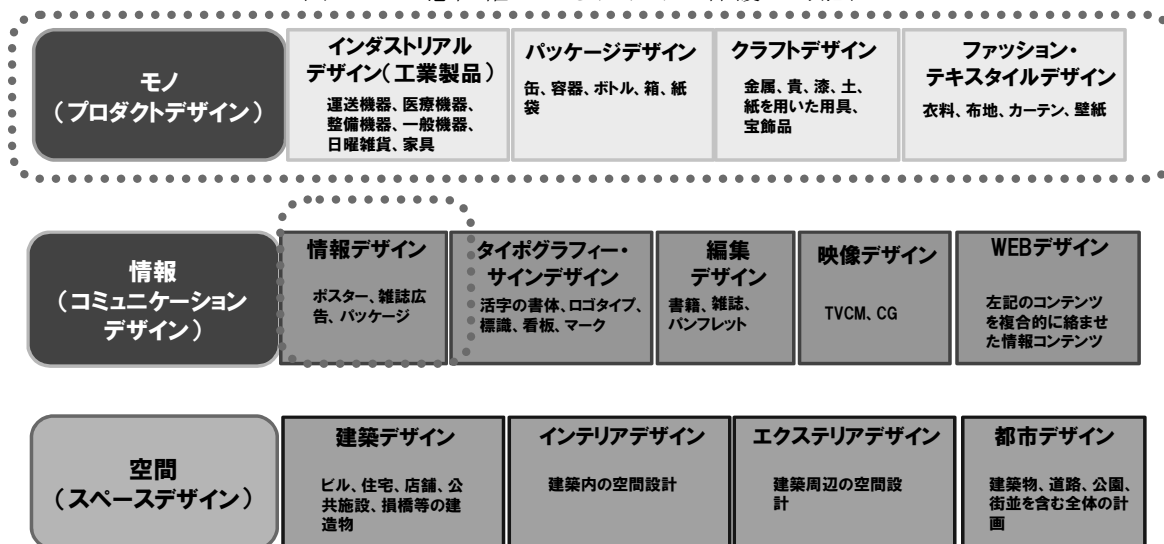 モノ
（プロダクトデザイン）
インダストリアル
デザイン（工業製品）
運送機器、医療機器、
整備機器、一般機器、
日曜雑貨、家具
パッケージデザイン
缶、容器、ボトル、箱、紙
袋
クラフトデザイン
金属、貴、漆、土、
紙を用いた用具、
宝飾品
ファッション・
テキスタイルデザイン
衣料、布地、カーテン、壁紙
情報
（コミュニケーション
デザイン）
情報デザイン
ポスター、雑誌広
告、パッケージ
タイポグラフィー・
サインデザイン
活字の書体、ロゴタイプ、
標識、看板、マーク
編集
デザイン
書籍、雑誌、
パンフレット
映像デザイン
TVCM、CG
WEBデザイン
左記のコンテンツ
を複合的に絡ませ
た情報コンテンツ
空間
（スペースデザイン）
建築デザイン
ビル、住宅、店舗、公
共施設、損橋等の建
造物
インテリアデザイン
建築内の空間設計
エクステリアデザイン
建築周辺の空間設
計
都市デザイン
建築物、道路、公園、
街並を含む全体の計
画